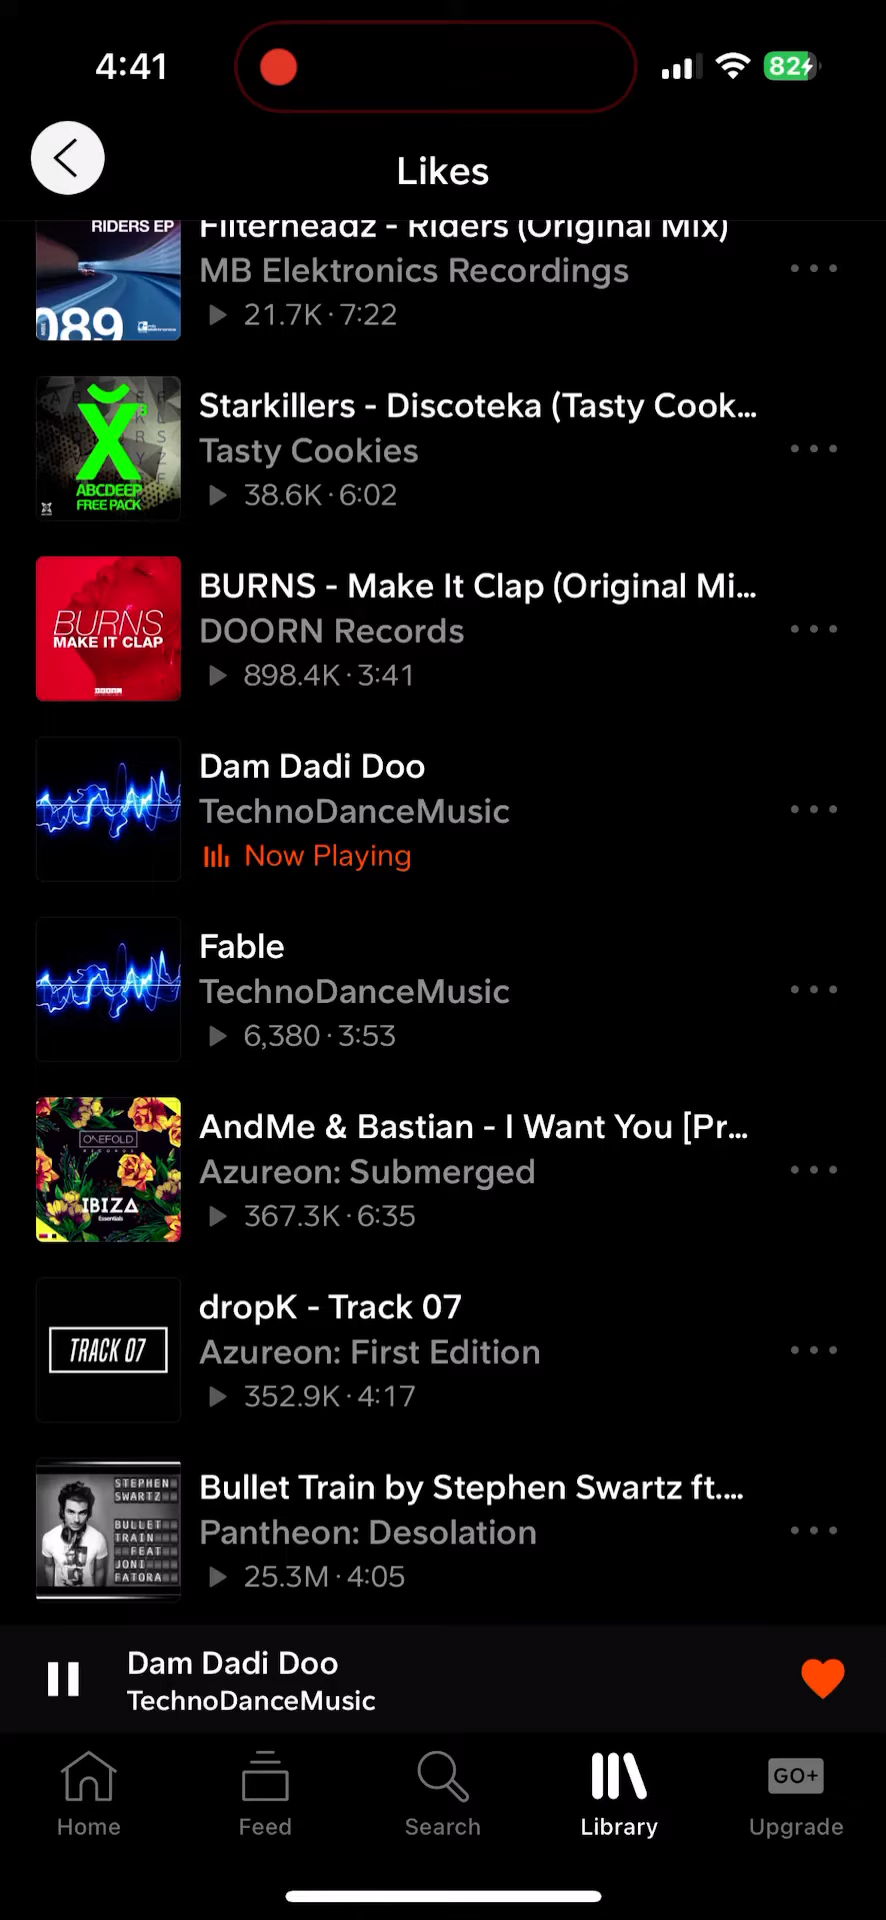 4:41
82
Likes
RIDERS EP
089
Filterheadz - Riders (Original Mix)
MB Elektronics Recordings
21.7K · 7:22
ABCDEEP
FREE PACK
Starkillers - Discoteka (Tasty Cook...
Tasty Cookies
38.6K · 6:02
BURNS
MAKE IT CLAP
DOORN
BURNS - Make It Clap (Original Mi...
DOORN Records
898.4K · 3:41
Dam Dadi Doo
TechnoDanceMusic
Now Playing
Fable
TechnoDanceMusic
6,380 · 3:53
ONEFOLD
RECORDS
IBIZA
Essentials
AndMe & Bastian - I Want You [Pr...
Azureon: Submerged
367.3K · 6:35
TRACK 07
dropK - Track 07
Azureon: First Edition
352.9K · 4:17
STEPHEN
SWARTZ
BULLET
TRAIN
FEAT
JONI
FATORA
Bullet Train by Stephen Swartz ft....
Pantheon: Desolation
25.3M · 4:05
Dam Dadi Doo
TechnoDanceMusic
Home
Feed
Search
Library
GO+
Upgrade